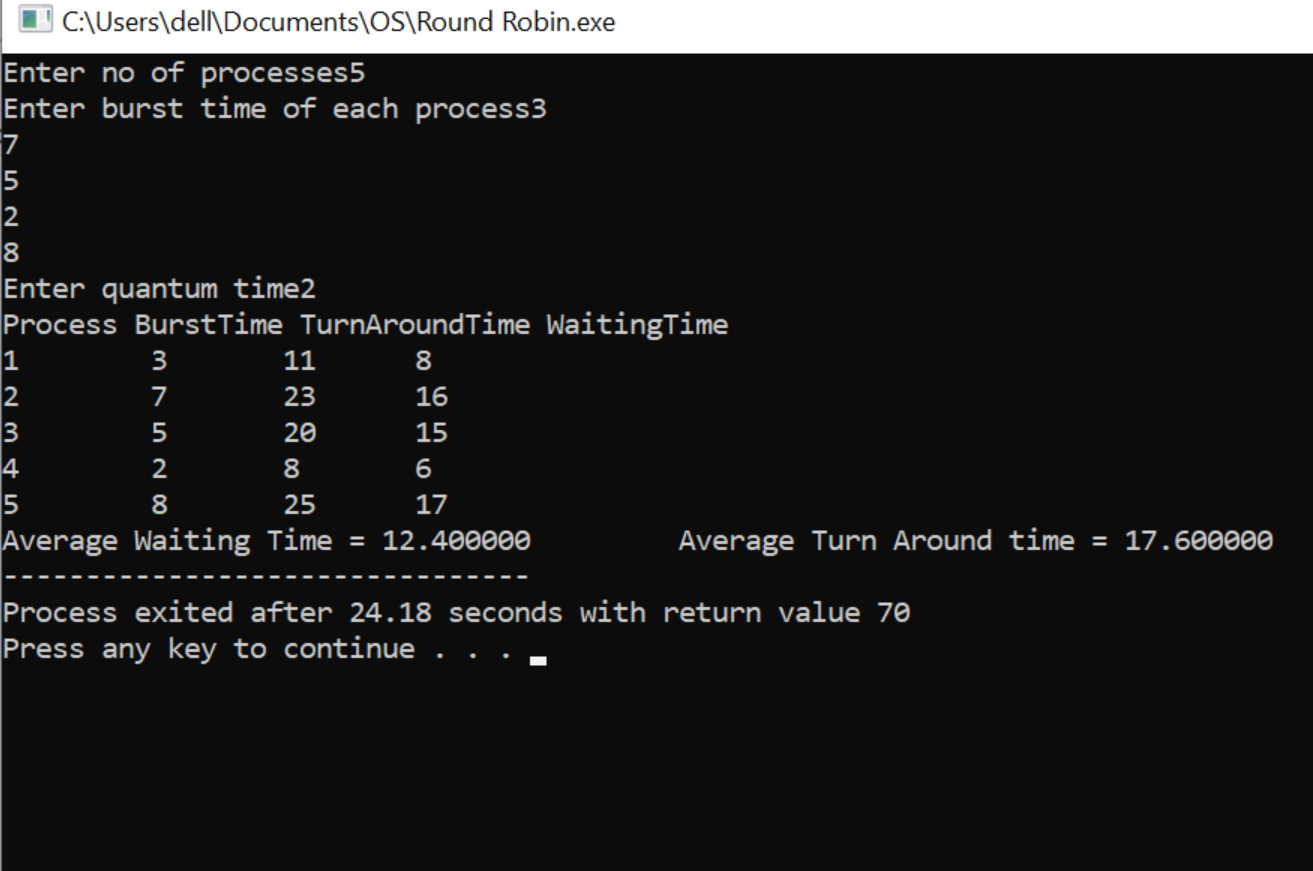 C:\Users\dell\Documents\OS\Round Robin.exe
Enter no of processes5
Enter burst time of each process3
7
5
2
8
Enter quantum time2
Process BurstTime TurnAroundTime WaitingTime
1 3 11 8
2 7 23 16
3 5 20 15
4 2 8 6
5 8 25 17
Average Waiting Time = 12.400000 Average Turn Around time = 17.600000
--------------------------------
Process exited after 24.18 seconds with return value 70
Press any key to continue . . .